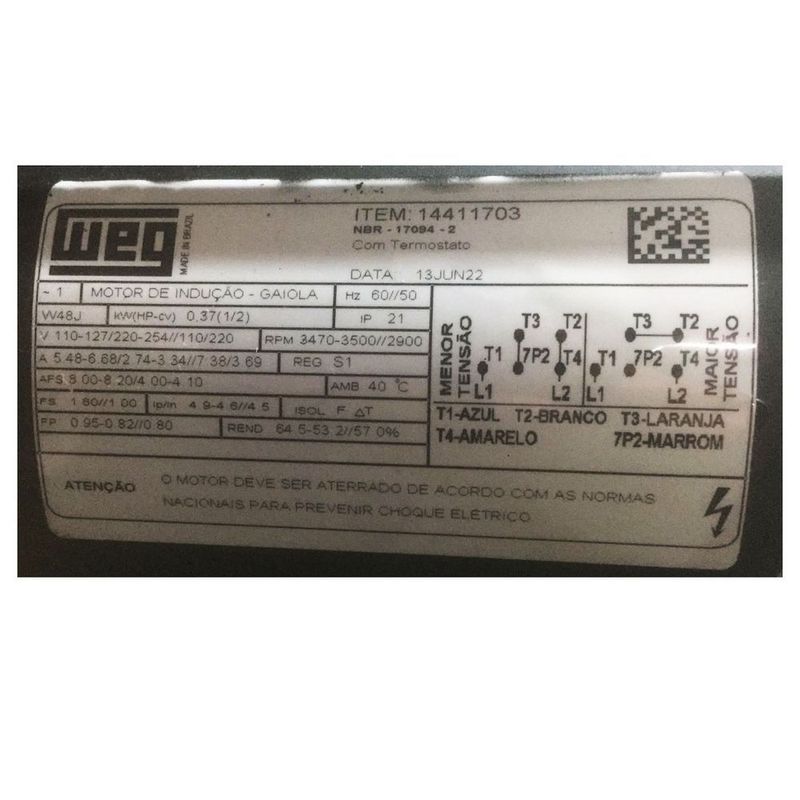 WEG
MADE IN BRAZIL
ITEM: 14411703
NBR - 17094 - 2
Com Termostato
DATA 13JUN22
~ 1 MOTOR DE INDUÇÃO - GAIOLA Hz 60//50
W48J kW(HP-cv) 0,37(1/2) IP 21
V 110-127/220-254//110/220 RPM 3470-3500//2900
A 5.48-6.68/2.74-3.34//7.38/3.69 REG S1
AFS 8.00-8.20/4.00-4.10 AMB 40 °C
FS 1.60//1.00 Ip/In 4.9-4.6//4.5 ISOL F ΔT
FP 0.95-0.82//0.80 REND 64.5-53.2//57.0%
MENOR TENSÃO
T3 T2
T1 7P2 T4
L1 L2
T3 T2
T1 7P2 T4
L1 L2
MAIOR TENSÃO
T1-AZUL T2-BRANCO T3-LARANJA
T4-AMARELO 7P2-MARROM
ATENÇÃO
O MOTOR DEVE SER ATERRADO DE ACORDO COM AS NORMAS
NACIONAIS PARA PREVENIR CHOQUE ELÉTRICO